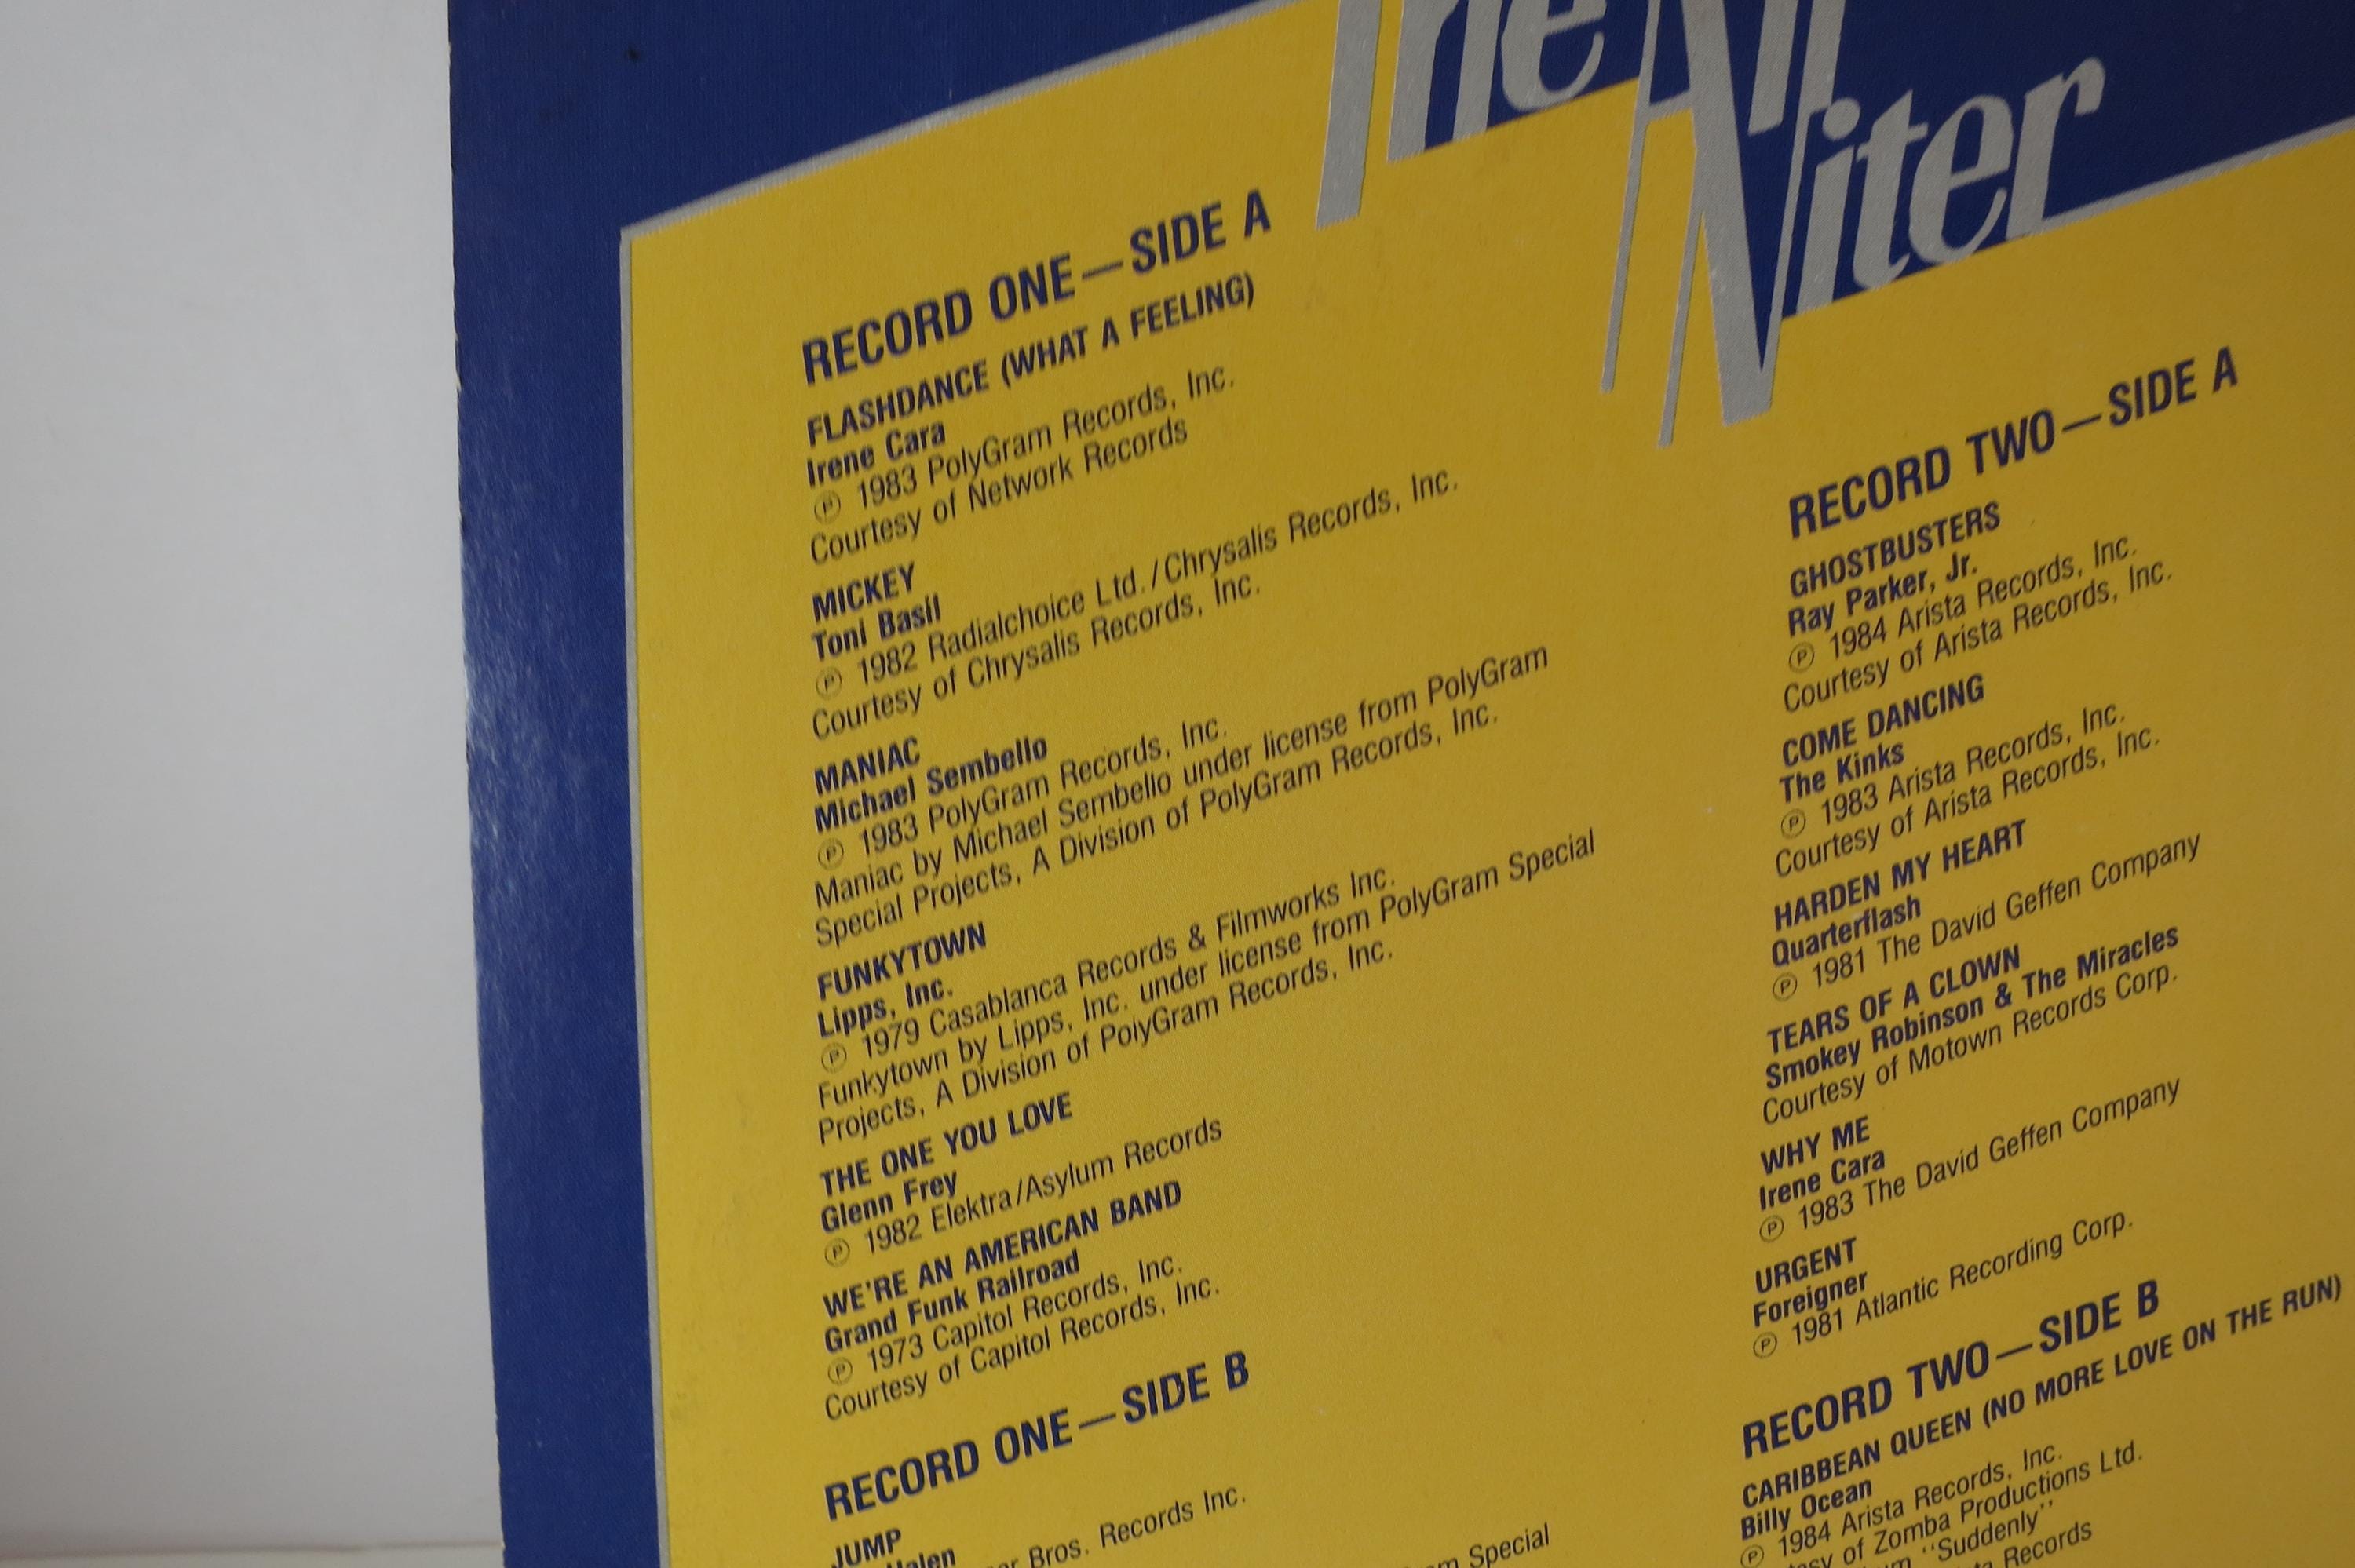 The All
Niter
RECORD ONE—SIDE A
FLASHDANCE (WHAT A FEELING)
Irene Cara
℗ 1983 PolyGram Records, Inc.
Courtesy of Network Records
MICKEY
Toni Basil
℗ 1982 Radialchoice Ltd./Chrysalis Records, Inc.
Courtesy of Chrysalis Records, Inc.
MANIAC
Michael Sembello
℗ 1983 PolyGram Records, Inc.
Maniac by Michael Sembello under license from PolyGram
Special Projects, A Division of PolyGram Records, Inc.
FUNKYTOWN
Lipps, Inc.
℗ 1979 Casablanca Records & Filmworks Inc.
Funkytown by Lipps, Inc. under license from PolyGram Special
Projects, A Division of PolyGram Records, Inc.
THE ONE YOU LOVE
Glenn Frey
℗ 1982 Elektra/Asylum Records
WE'RE AN AMERICAN BAND
Grand Funk Railroad
℗ 1973 Capitol Records, Inc.
Courtesy of Capitol Records, Inc.
RECORD ONE—SIDE B
JUMP
Halen
Bros. Records Inc.
Special
RECORD TWO—SIDE A
GHOSTBUSTERS
Ray Parker, Jr.
℗ 1984 Arista Records, Inc.
Courtesy of Arista Records, Inc.
COME DANCING
The Kinks
℗ 1983 Arista Records, Inc.
Courtesy of Arista Records, Inc.
HARDEN MY HEART
Quarterflash
℗ 1981 The David Geffen Company
TEARS OF A CLOWN
Smokey Robinson & The Miracles
Courtesy of Motown Records Corp.
WHY ME
Irene Cara
℗ 1983 The David Geffen Company
URGENT
Foreigner
℗ 1981 Atlantic Recording Corp.
RECORD TWO—SIDE B
CARIBBEAN QUEEN (NO MORE LOVE ON THE RUN)
Billy Ocean
℗ 1984 Arista Records, Inc.
of Zomba Productions Ltd.
"Suddenly"
Records